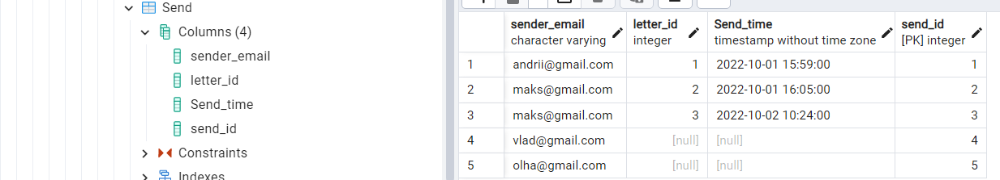 Send
Columns (4)
sender_email
letter_id
Send_time
send_id
Constraints
Indexes
sender_email letter_id Send_time send_id
character varying integer timestamp without time zone [PK] integer
1 andrii@gmail.com 1 2022-10-01 15:59:00 1
2 maks@gmail.com 2 2022-10-01 16:05:00 2
3 maks@gmail.com 3 2022-10-02 10:24:00 3
4 vlad@gmail.com [null] [null] 4
5 olha@gmail.com [null] [null] 5